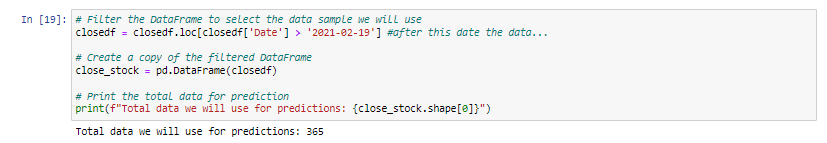 In [19]: # Filter the DataFrame to select the data sample we will use
closedf = closedf.loc[closedf['Date'] > '2021-02-19'] #after this date the data...
# Create a copy of the filtered DataFrame
close_stock = pd.DataFrame(closedf)
# Print the total data for prediction
print(f"Total data we will use for predictions: {close_stock.shape[0]}")
Total data we will use for predictions: 365